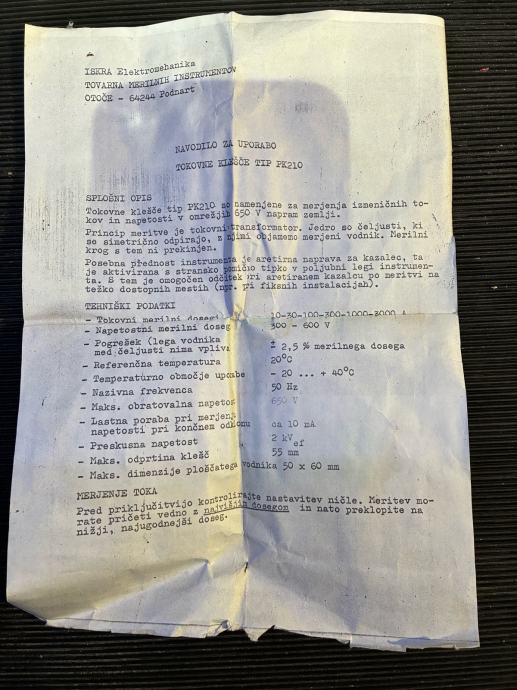 ISKRA Elektromehanika
TOVARNA MERILNIH INSTRUMENTOV
OTOČE - 64244 Podnart
NAVODILO ZA UPORABO
TOKOVNE KLEŠČE TIP PK210
SPLOŠNI OPIS
Tokovne klešče tip PK210 so namenjene za merjenja izmeničnih to-
kov in napetosti v omrežjih 650 V napram zemlji.
Princip meritve je tokovni transformator. Jedro so čeljusti, ki
se simetrično odpirajo, z njimi objamemo merjeni vodnik. Merilni
krog s tem ni prekinjen.
Posebna prednost instrumenta je aretirna naprava za kazalec, ta
je aktivirana s stransko pomično tipko v poljubni legi instrumen-
ta. S tem je omogočen odčitek pri aretiranem kazalcu po meritvi na
težko dostopnih mestih (npr. pri fiksnih instalacijah).
TEHNIŠKI PODATKI
- Tokovni merilni dosegi 10-30-100-300-1000-3000 A
- Napetostni merilni doseg 300 - 600 V
- Pogrešek (lega vodnika
med čeljusti nima vpliva ± 2,5 % merilnega dosega
- Referenčna temperatura 20°C
- Temperaturno območje uporabe - 20 ... + 40°C
- Nazivna frekvenca 50 Hz
- Maks. obratovalna napetost 650 V
- Lastna poraba pri merjenju
napetosti pri končnem odklonu ca 10 mA
- Preskusna napetost 2 kV ef
- Maks. odprtina klešč 55 mm
- Maks. dimenzije ploščatega vodnika 50 x 60 mm
MERJENJE TOKA
Pred priključitvijo kontrolirajte nastavitev ničle. Meritev mo-
rate pričeti vedno z najvišjim dosegom in nato preklopite na
nižji, najugodnejši doseg.